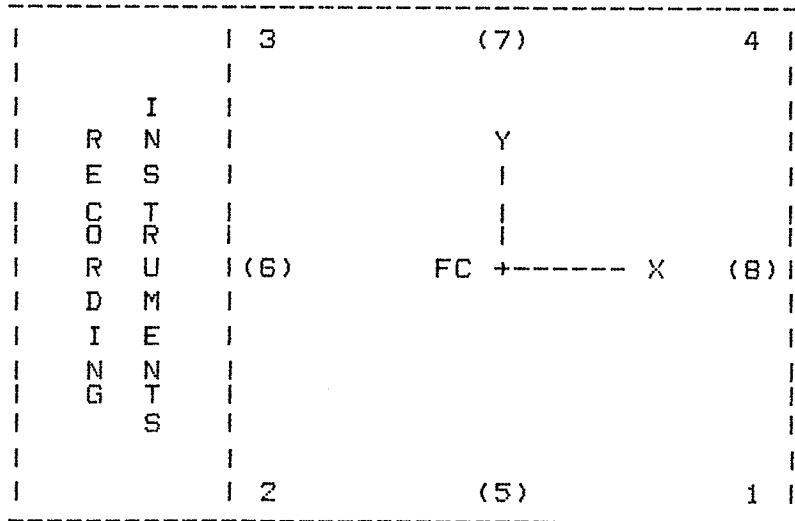 -----------------------------------------------------
|             | 3            (7)             4 |
|             |                                |
|        I    |                                |
|    R   N    |               Y                |
|    E   S    |               |                |
|    C   T    |               |                |
|    O   R    |               |                |
|    R   U    |(6)         FC +------ X    (8)|
|    D   M    |                                |
|    I   E    |                                |
|    N   N    |                                |
|    G   T    |                                |
|        S    |                                |
|             |                                |
|             | 2            (5)             1 |
-----------------------------------------------------